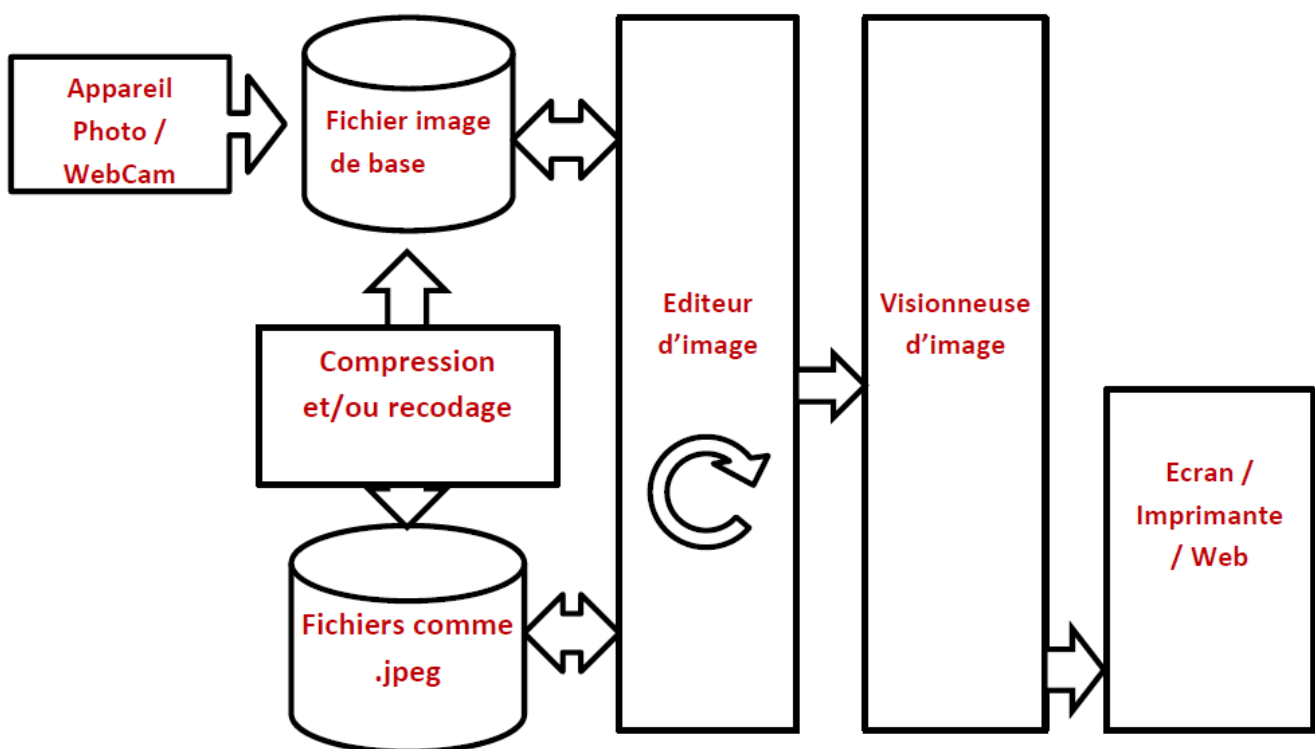 Appareil
Photo /
WebCam
Fichier image
de base
Compression
et/ou recodage
Fichiers comme
.jpeg
Editeur
d’image
Visionneuse
d’image
Ecran /
Imprimante
/ Web